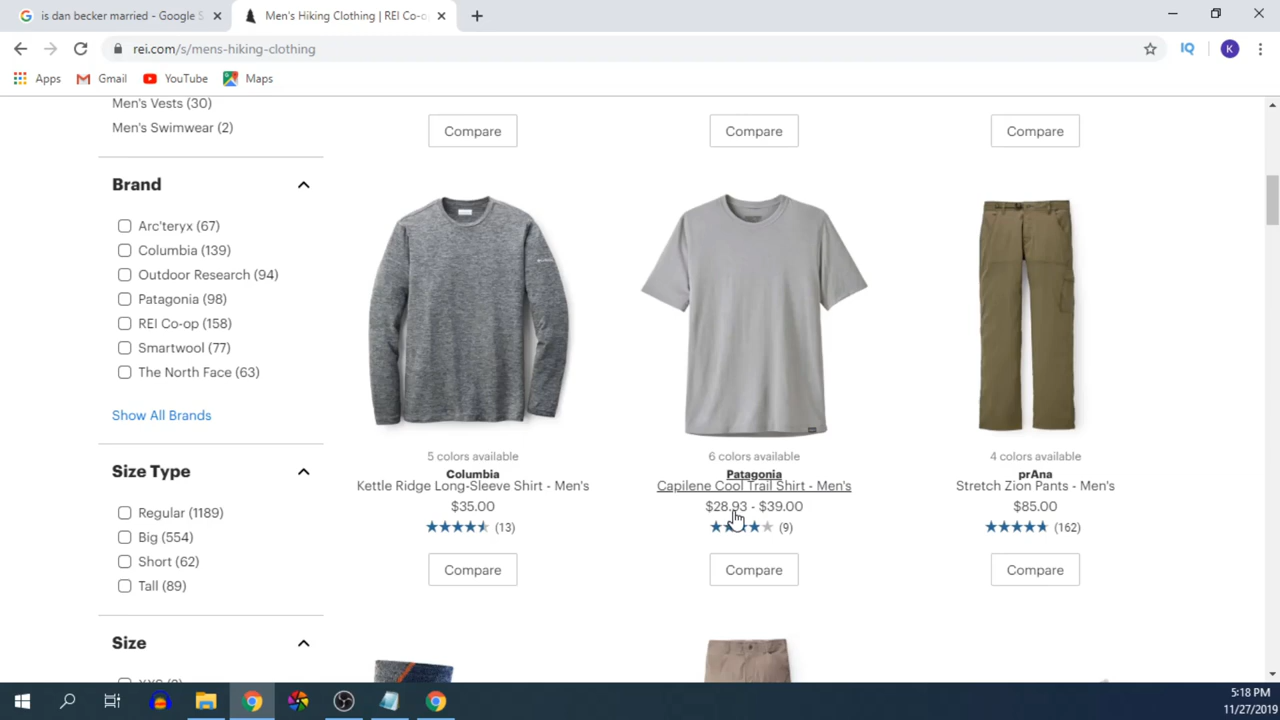 is dan becker married - Google S
Men's Hiking Clothing | REI Co-o
rei.com/s/mens-hiking-clothing
IQ
K
Apps
Gmail
YouTube
Maps
Men's Vests (30)
Men's Swimwear (2)
Compare
Compare
Compare
Brand
Arc'teryx (67)
Columbia (139)
Outdoor Research (94)
Patagonia (98)
REI Co-op (158)
Smartwool (77)
The North Face (63)
Show All Brands
Size Type
Regular (1189)
Big (554)
Short (62)
Tall (89)
Size
5 colors available
Columbia
Kettle Ridge Long-Sleeve Shirt - Men's
$35.00
(13)
Compare
6 colors available
Patagonia
Capilene Cool Trail Shirt - Men's
$28.93 - $39.00
(9)
Compare
4 colors available
prAna
Stretch Zion Pants - Men's
$85.00
(162)
Compare
5:18 PM
11/27/2019